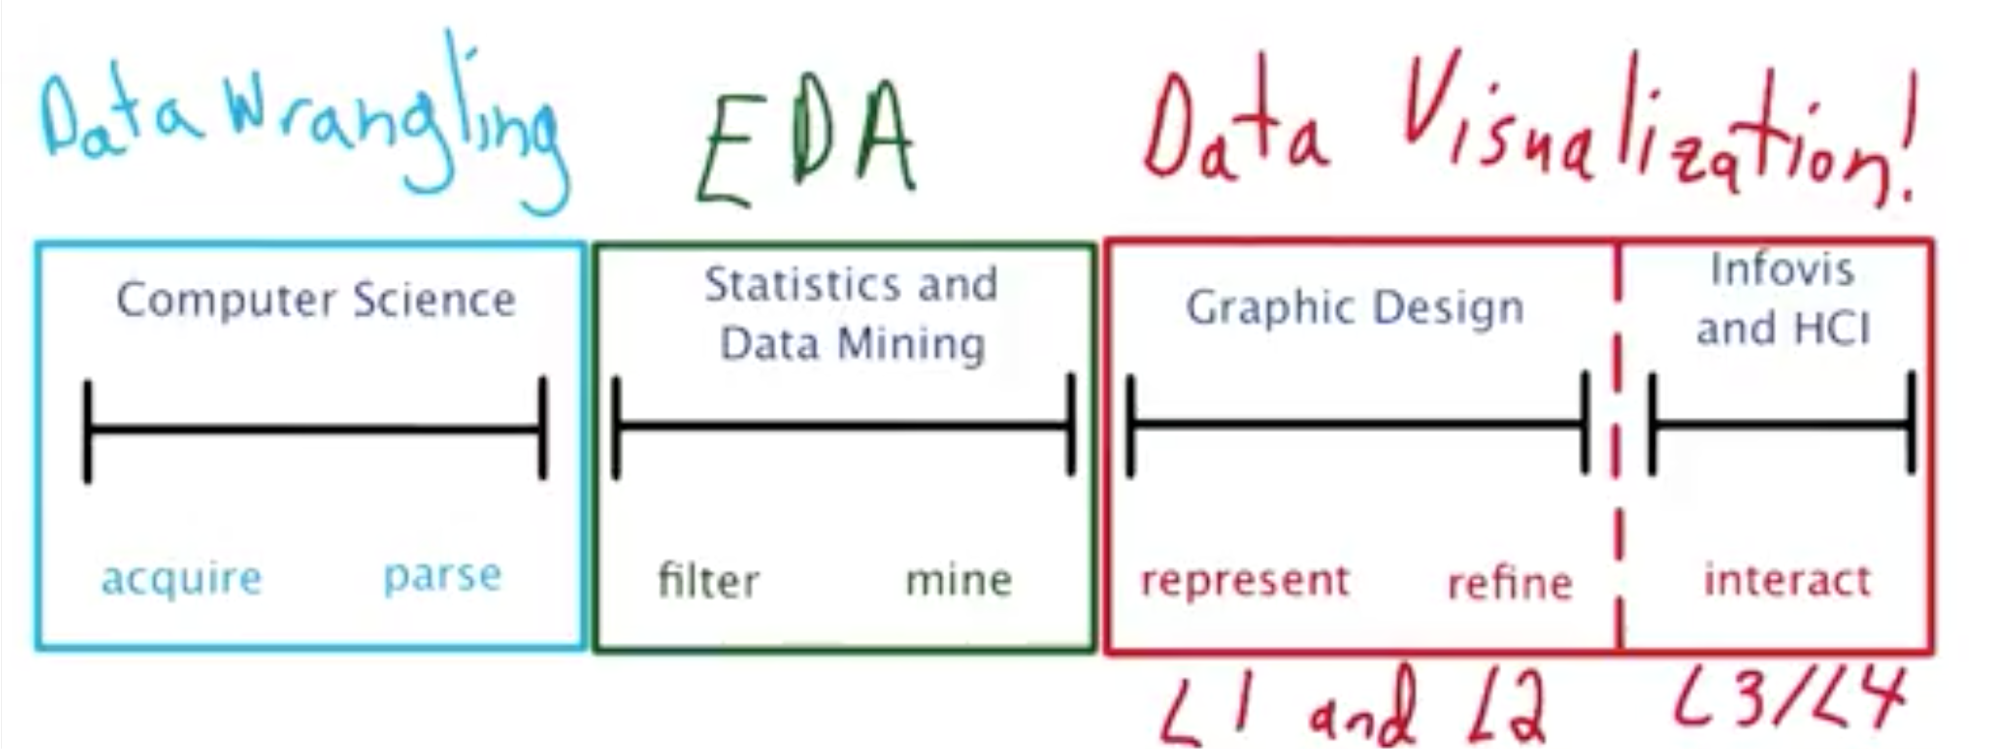 Data Wrangling
EDA
Data Visualization!
Computer Science
Statistics and
Data Mining
Graphic Design
Infovis
and HCI
acquire
parse
filter
mine
represent
refine
interact
L1 and L2
L3/L4